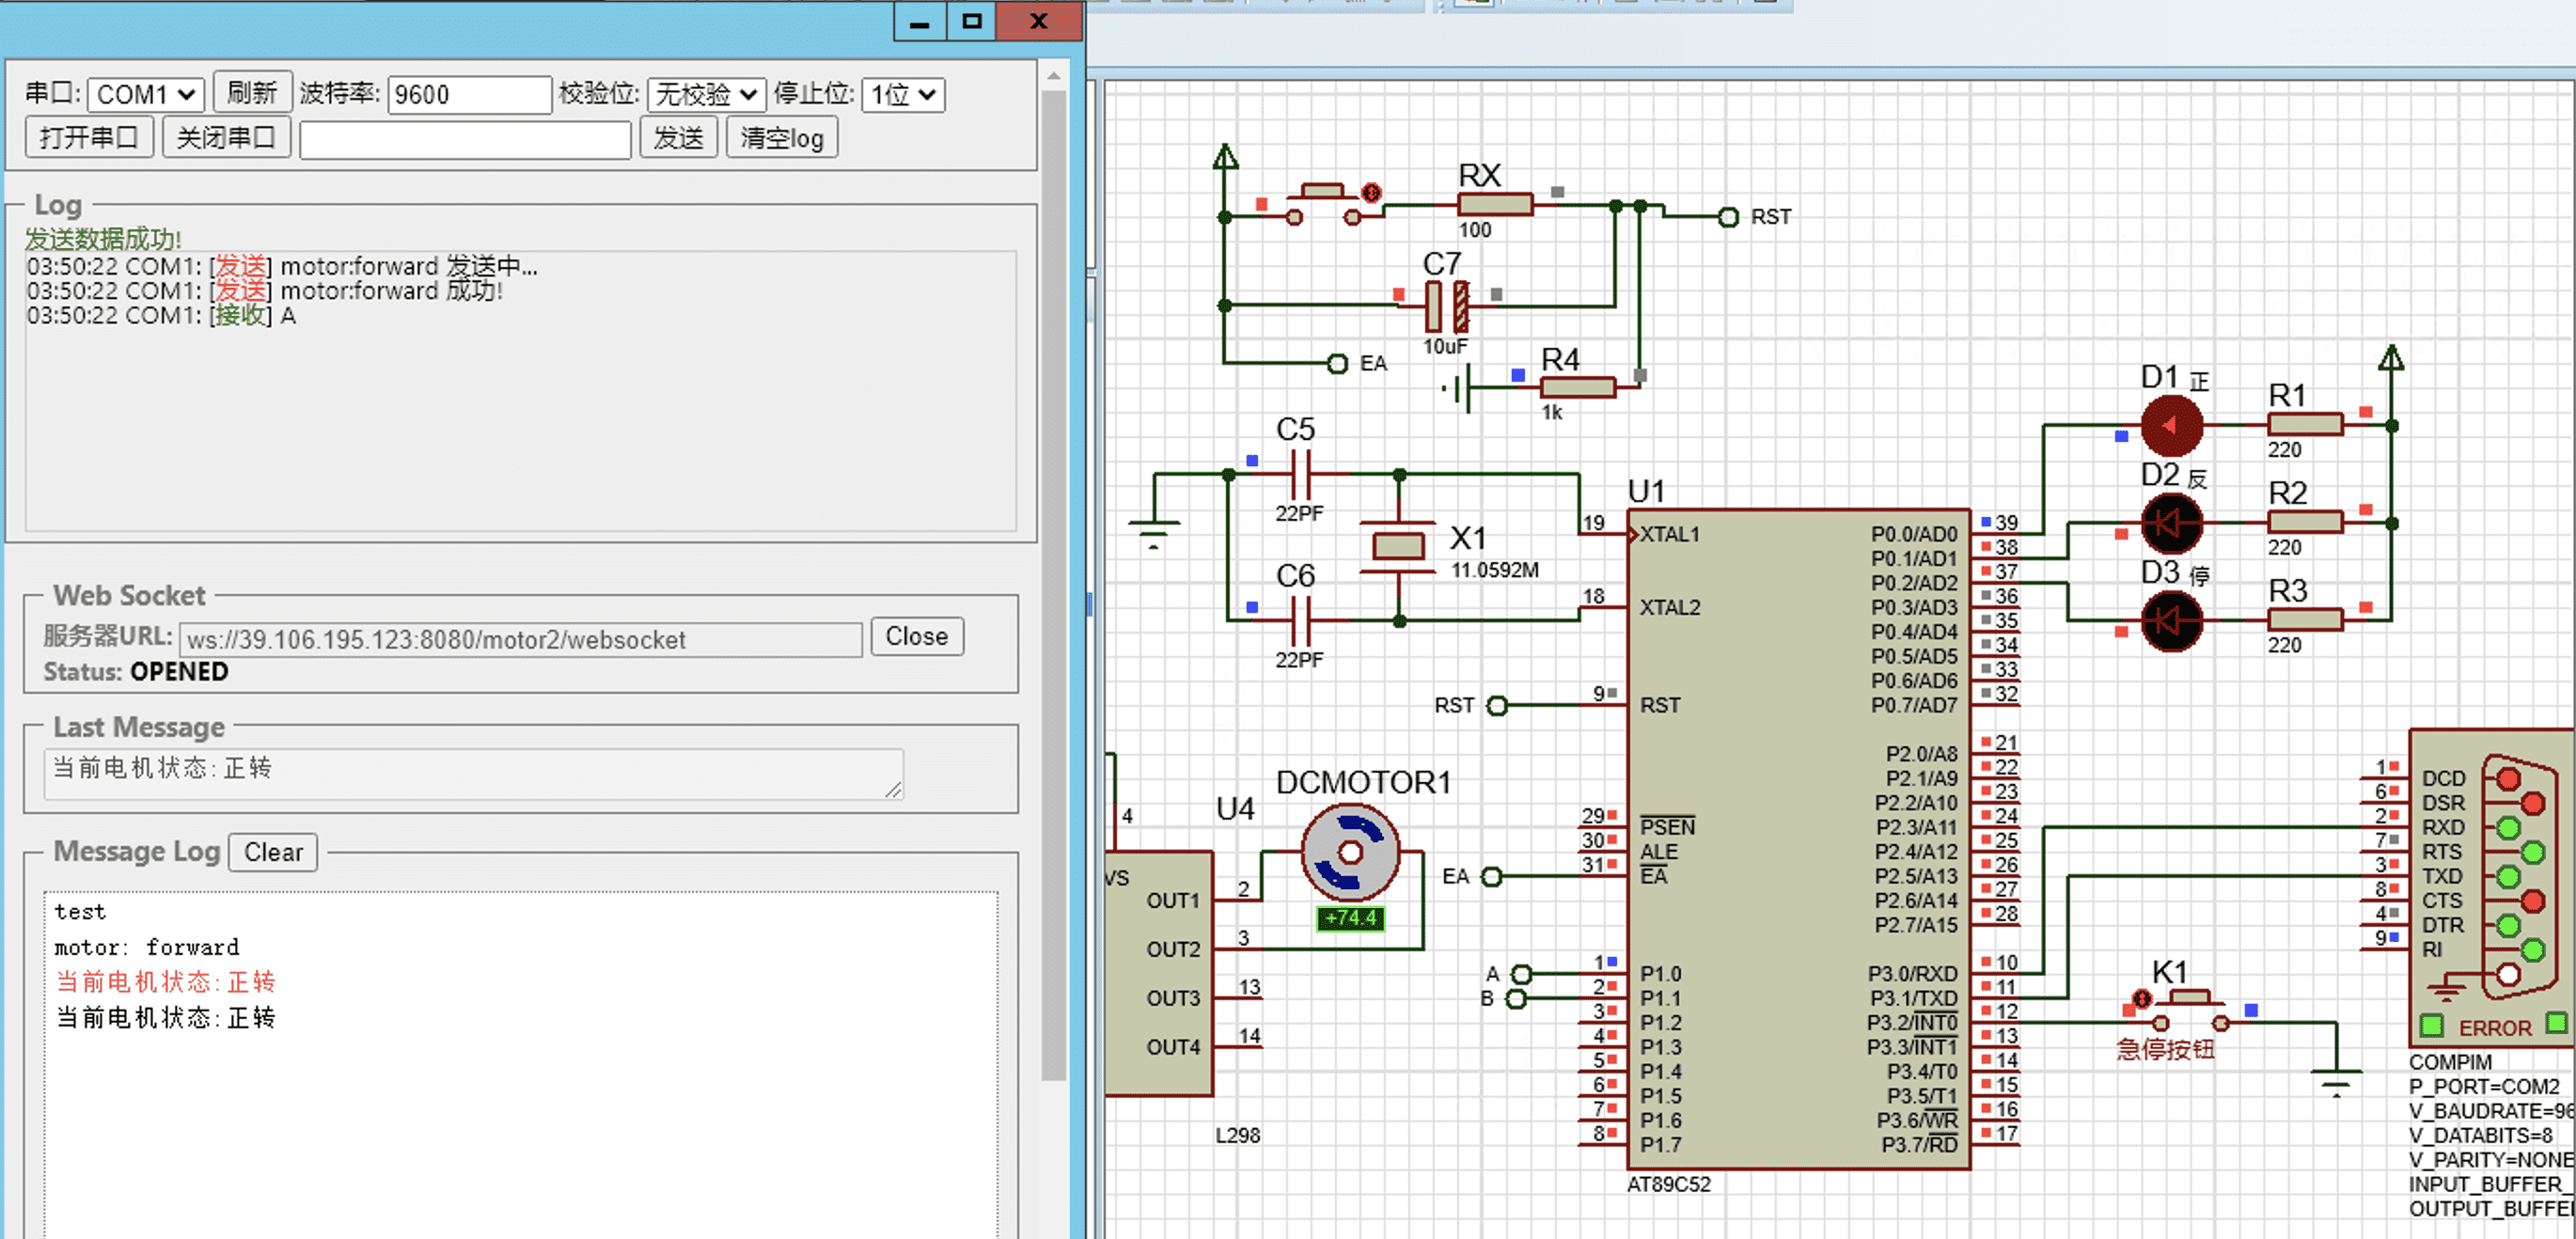 串口: COM1 刷新 波特率: 9600 校验位: 无校验 停止位: 1位
打开串口 关闭串口 发送 清空log
Log
发送数据成功!
03:50:22 COM1: [发送] motor:forward 发送中...
03:50:22 COM1: [发送] motor:forward 成功!
03:50:22 COM1: [接收] A
Web Socket
服务器URL: ws://39.106.195.123:8080/motor2/websocket Close
Status: OPENED
Last Message
当前电机状态:正转
Message Log Clear
test
motor: forward
当前电机状态:正转
当前电机状态:正转
X
RX
100
RST
C7
10uF
EA
R4
1k
C5
22PF
X1
11.0592M
C6
22PF
RST
DCMOTOR1
+74.4
U4
4
VS
OUT1 2
OUT2 3
OUT3 13
OUT4 14
L298
EA
A
B
U1
19 XTAL1
18 XTAL2
9 RST
29 PSEN
30 ALE
31 EA
1 P1.0
2 P1.1
3 P1.2
4 P1.3
5 P1.4
6 P1.5
7 P1.6
8 P1.7
P0.0/AD0 39
P0.1/AD1 38
P0.2/AD2 37
P0.3/AD3 36
P0.4/AD4 35
P0.5/AD5 34
P0.6/AD6 33
P0.7/AD7 32
P2.0/A8 21
P2.1/A9 22
P2.2/A10 23
P2.3/A11 24
P2.4/A12 25
P2.5/A13 26
P2.6/A14 27
P2.7/A15 28
P3.0/RXD 10
P3.1/TXD 11
P3.2/INT0 12
P3.3/INT1 13
P3.4/T0 14
P3.5/T1 15
P3.6/WR 16
P3.7/RD 17
AT89C52
D1 正
R1
220
D2 反
R2
220
D3 停
R3
220
K1
急停按钮
1 DCD
6 DSR
2 RXD
7 RTS
3 TXD
8 CTS
4 DTR
9 RI
ERROR
COMPIM
P_PORT=COM2
V_BAUDRATE=96
V_DATABITS=8
V_PARITY=NONE
INPUT_BUFFER_
OUTPUT_BUFFE